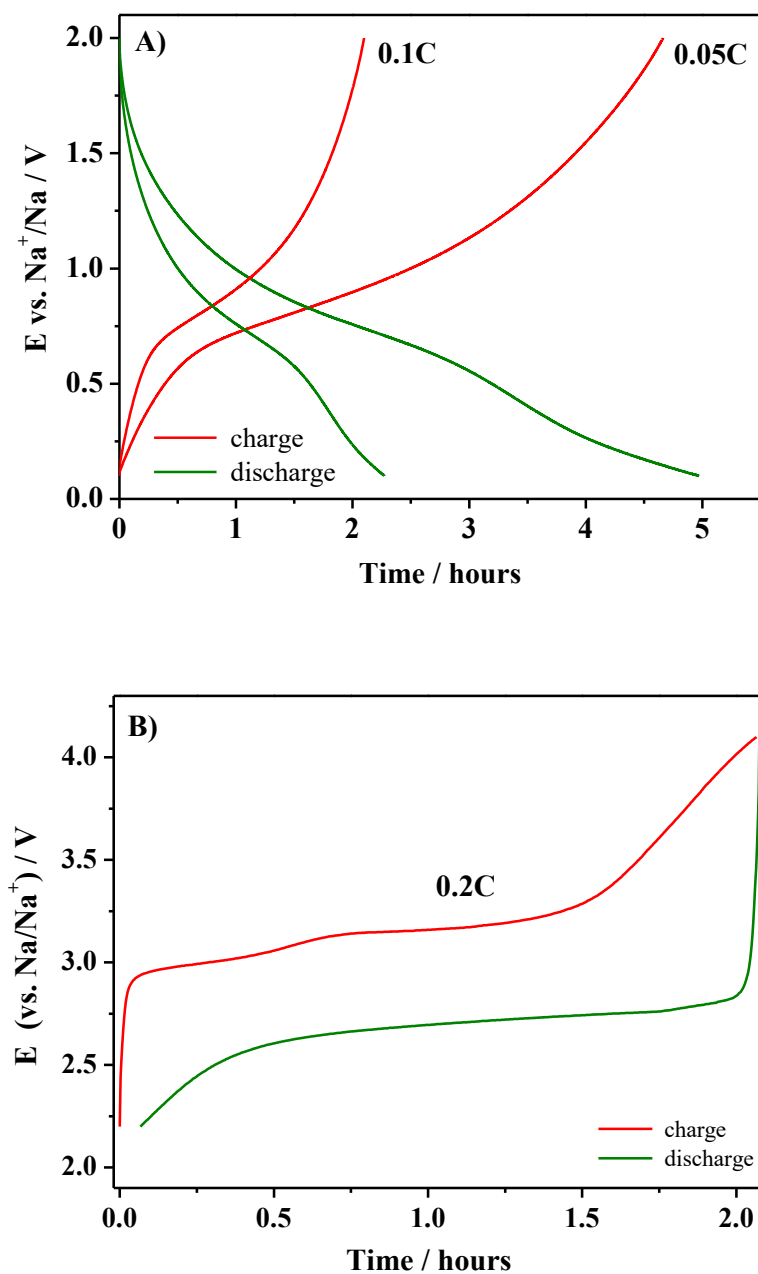 A)
0.1C
0.05C
2.0
1.5
1.0
0.5
0.0
E vs. Na⁺/Na / V
charge
discharge
0 1 2 3 4 5
Time / hours
B)
0.2C
4.0
3.5
3.0
2.5
2.0
E (vs. Na/Na⁺) / V
charge
discharge
0.0 0.5 1.0 1.5 2.0
Time / hours